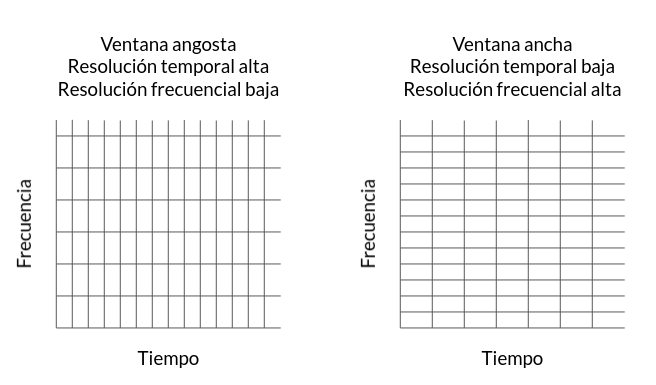 Ventana angosta
Resolución temporal alta
Resolución frecuencial baja
Frecuencia
Tiempo
Ventana ancha
Resolución temporal baja
Resolución frecuencial alta
Frecuencia
Tiempo